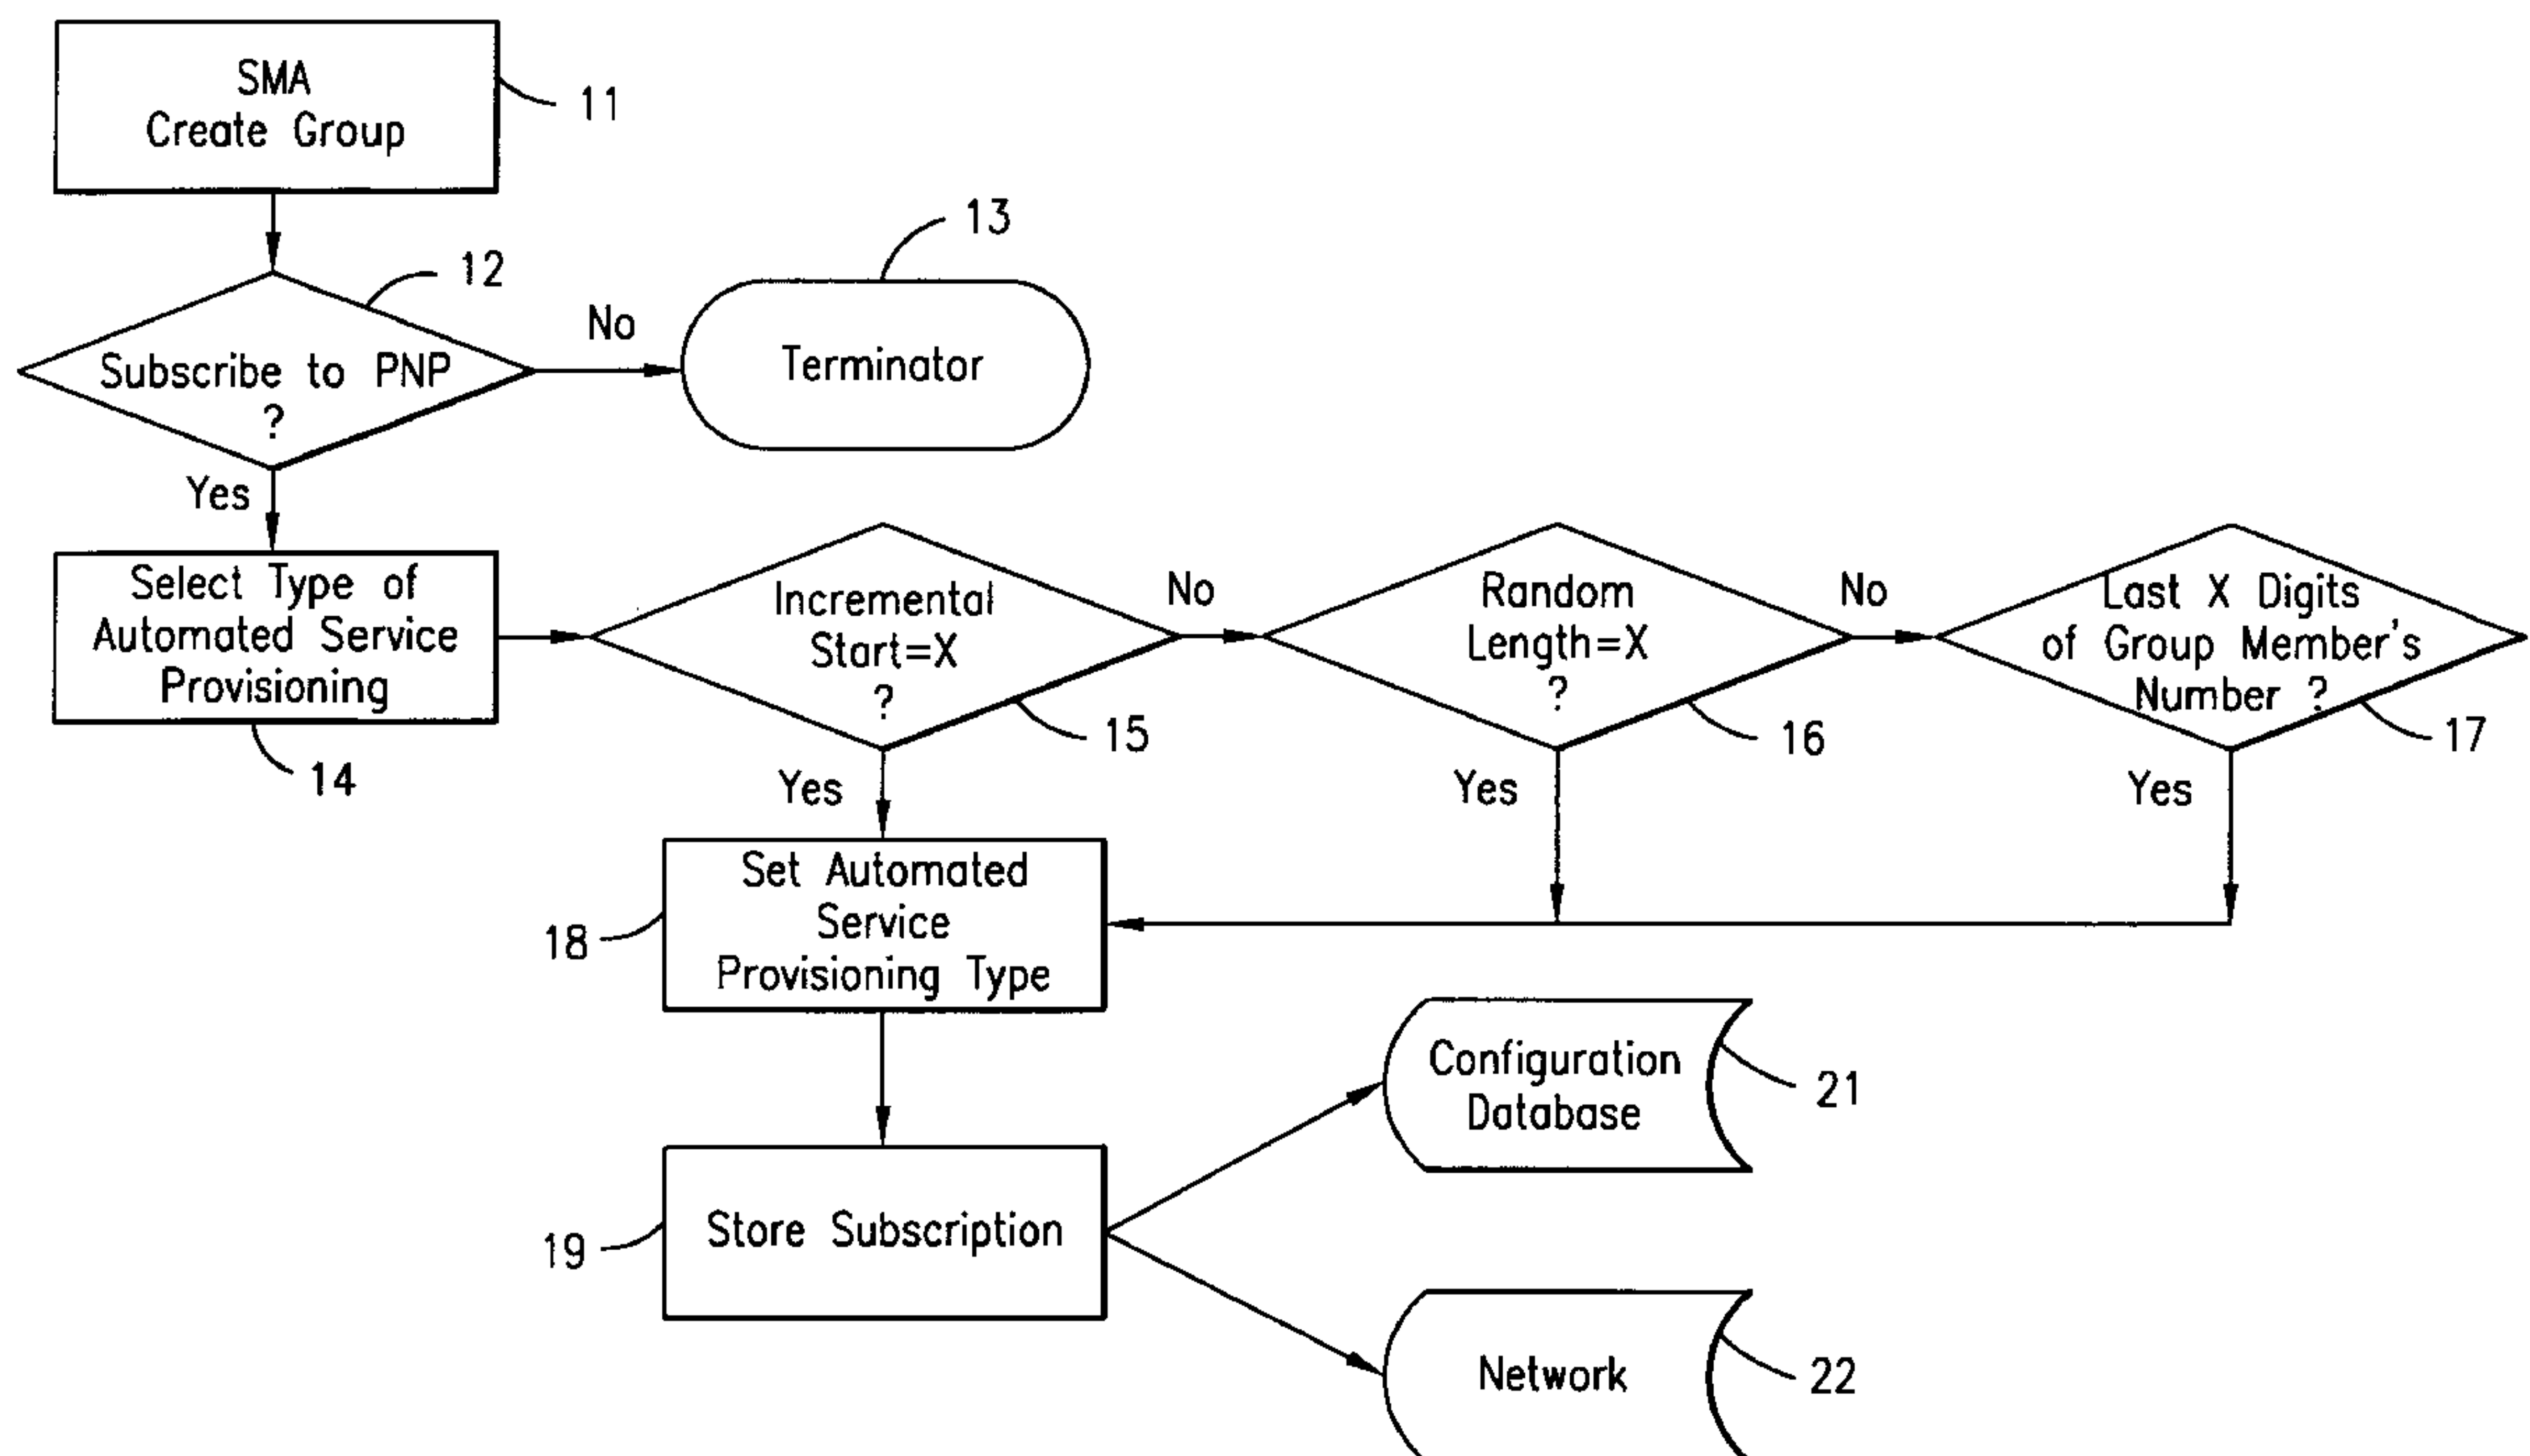 SMA
Create Group
11
12
Subscribe to PNP
?
No
13
Terminator
Yes
Select Type of
Automated Service
Provisioning
14
Incremental
Start=X
?
15
No
Random
Length=X
?
16
No
Last X Digits
of Group Member's
Number ?
17
Yes
Yes
Yes
Set Automated
Service
Provisioning Type
18
Store Subscription
19
Configuration
Database
21
Network
22